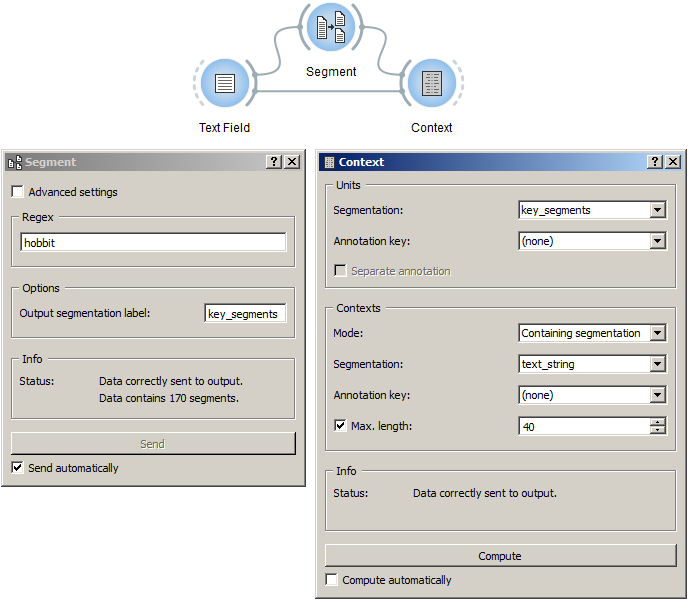 Segment
Text Field
Context
Segment
? X
Advanced settings
Regex
hobbit
Options
Output segmentation label: key_segments
Info
Status: Data correctly sent to output.
Data contains 170 segments.
Send
Send automatically
Context
? X
Units
Segmentation: key_segments
Annotation key: (none)
Separate annotation
Contexts
Mode: Containing segmentation
Segmentation: text_string
Annotation key: (none)
Max. length: 40
Info
Status: Data correctly sent to output.
Compute
Compute automatically